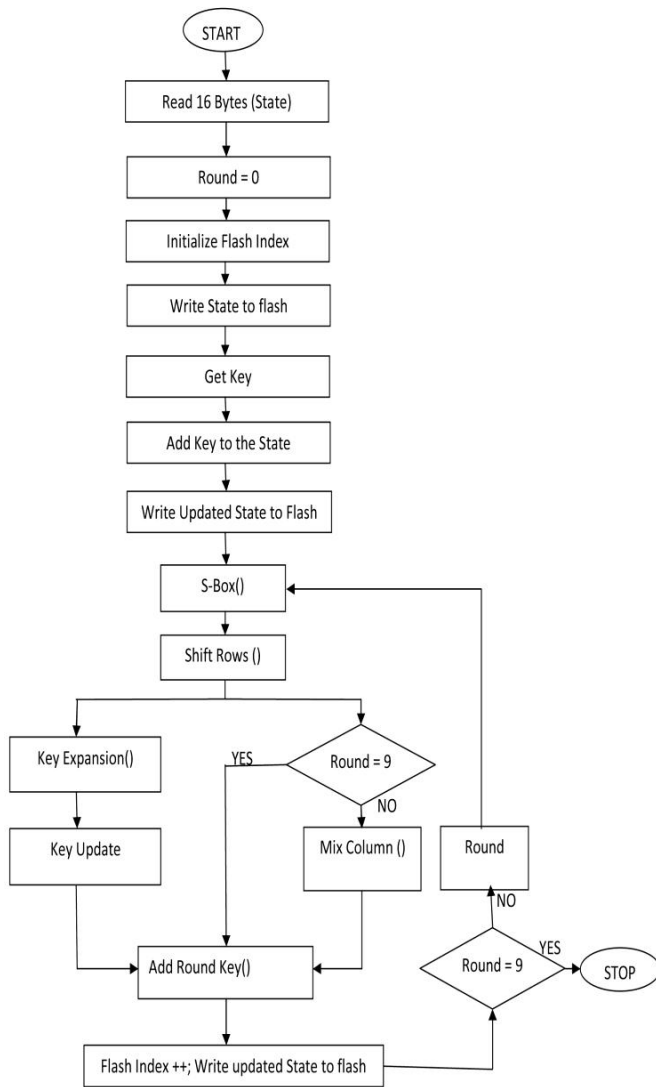 START
Read 16 Bytes (State)
Round = 0
Initialize Flash Index
Write State to flash
Get Key
Add Key to the State
Write Updated State to Flash
S-Box()
Shift Rows ()
Key Expansion()
YES
Round = 9
NO
Key Update
Mix Column ()
Round
NO
Add Round Key()
Round = 9
YES
STOP
Flash Index ++; Write updated State to flash